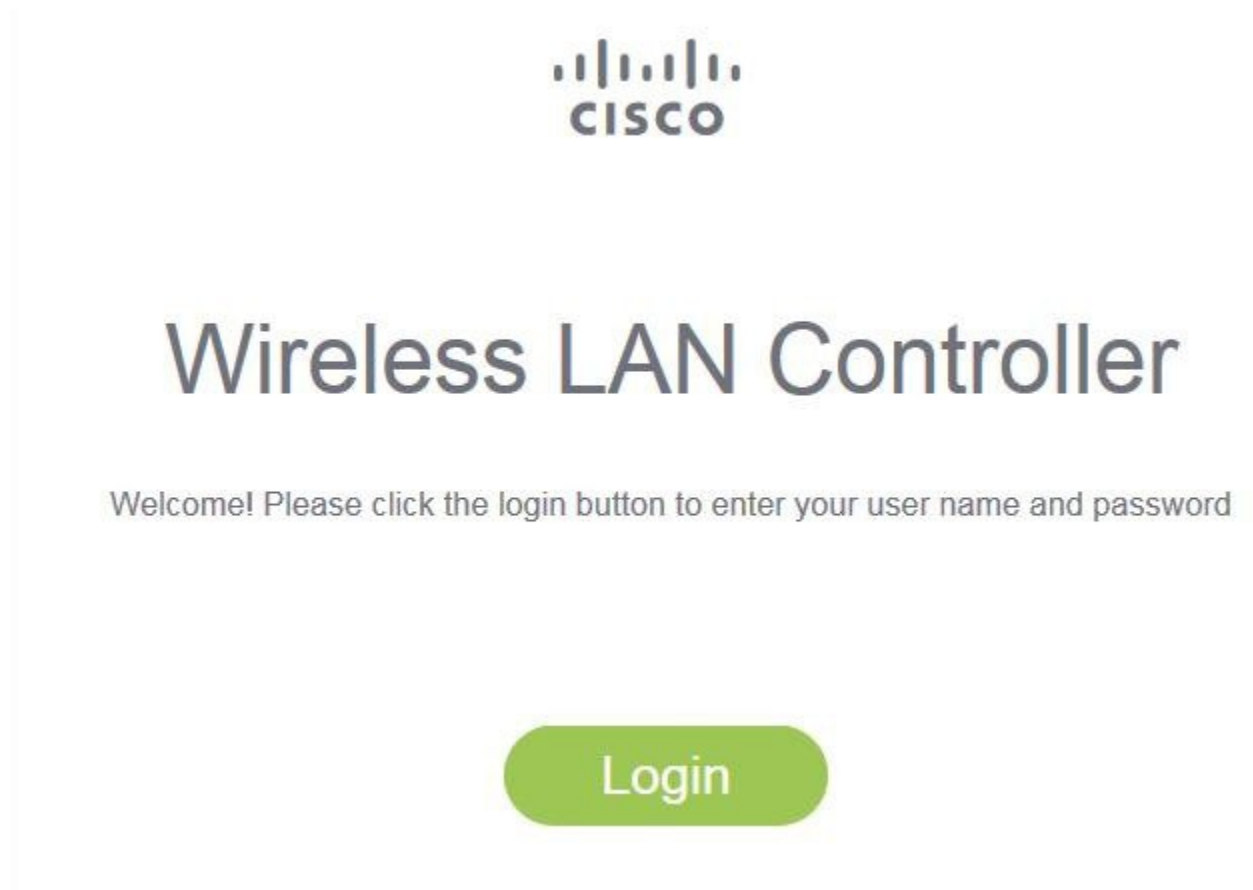 CISCO
Wireless LAN Controller
Welcome! Please click the login button to enter your user name and password
Login